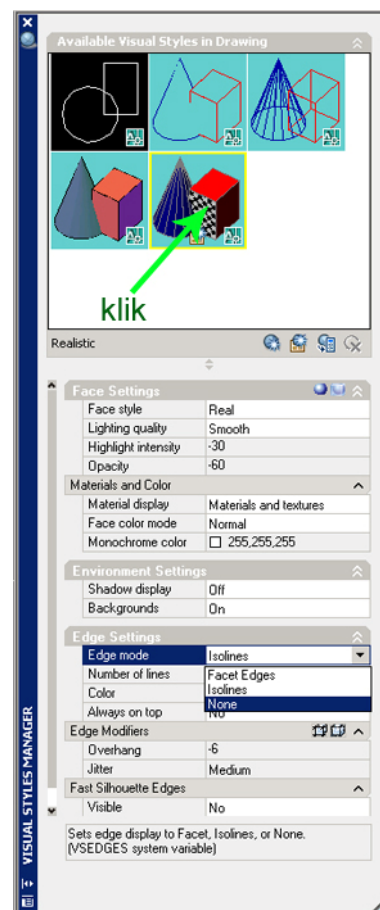 Available Visual Styles in Drawing
klik
Realistic
Face Settings
Face style Real
Lighting quality Smooth
Highlight intensity -30
Opacity -60
Materials and Color
Material display Materials and textures
Face color mode Normal
Monochrome color 255,255,255
Environment Settings
Shadow display Off
Backgrounds On
Edge Settings
Edge mode Isolines
Number of lines Facet Edges
Color Isolines
None
Always on top No
Edge Modifiers
Overhang -6
Jitter Medium
Fast Silhouette Edges
Visible No
Sets edge display to Facet, Isolines, or None.
(VSEDGES system variable)
VISUAL STYLES MANAGER